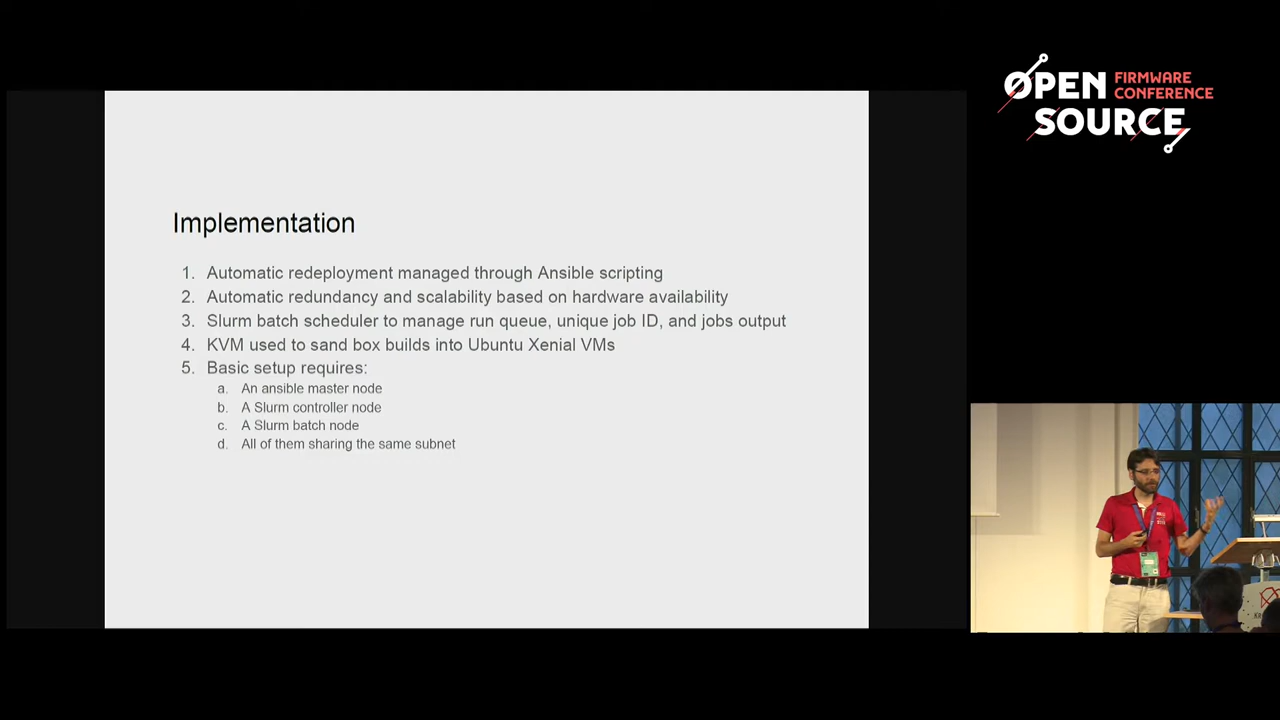 OPEN FIRMWARE CONFERENCE
SOURCE
Implementation
1. Automatic redeployment managed through Ansible scripting
2. Automatic redundancy and scalability based on hardware availability
3. Slurm batch scheduler to manage run queue, unique job ID, and jobs output
4. KVM used to sand box builds into Ubuntu Xenial VMs
5. Basic setup requires:
a. An ansible master node
b. A Slurm controller node
c. A Slurm batch node
d. All of them sharing the same subnet